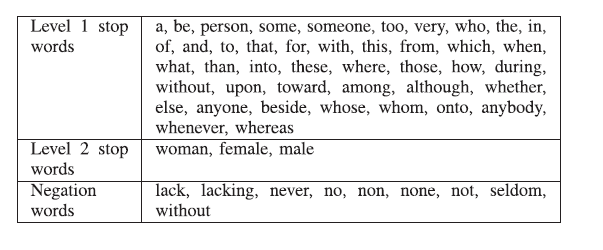 Level 1 stop words
a, be, person, some, someone, too, very, who, the, in,
of, and, to, that, for, with, this, from, which, when,
what, than, into, these, where, those, how, during,
without, upon, toward, among, although, whether,
else, anyone, beside, whose, whom, onto, anybody,
whenever, whereas
Level 2 stop words
woman, female, male
Negation words
lack, lacking, never, no, non, none, not, seldom,
without